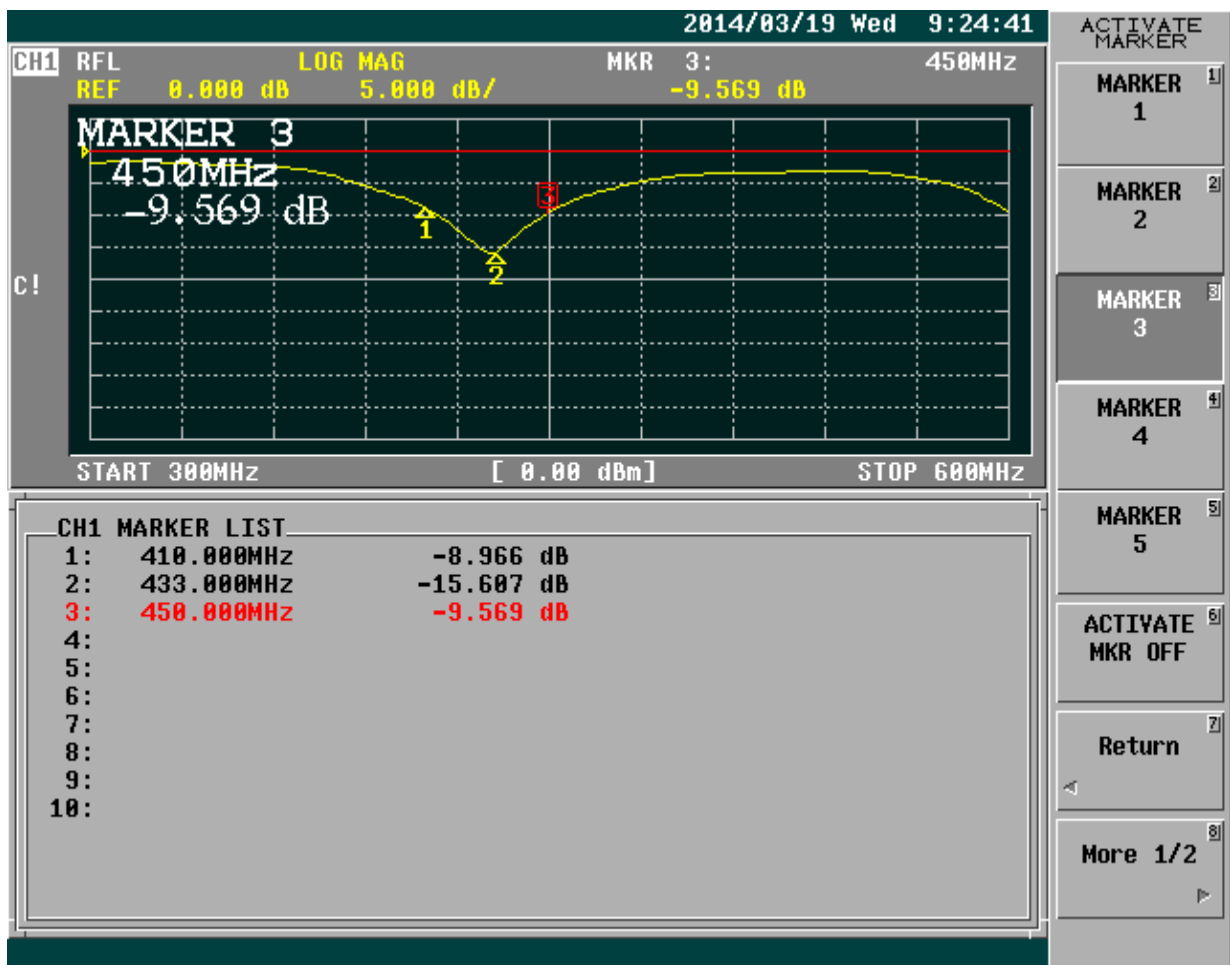 2014/03/19 Wed 9:24:41
CH1 RFL LOG MAG MKR 3: 450MHz
REF 0.000 dB 5.000 dB/ -9.569 dB
MARKER 3
450MHz
-9.569 dB
1
3
2
C!
START 300MHz [ 0.00 dBm] STOP 600MHz
CH1 MARKER LIST
1: 410.000MHz -8.966 dB
2: 433.000MHz -15.607 dB
3: 450.000MHz -9.569 dB
4:
5:
6:
7:
8:
9:
10:
ACTIVATE
MARKER
MARKER 1
1
MARKER 2
2
MARKER 3
3
MARKER 4
4
MARKER 5
5
ACTIVATE 6
MKR OFF
7
Return
8
More 1/2